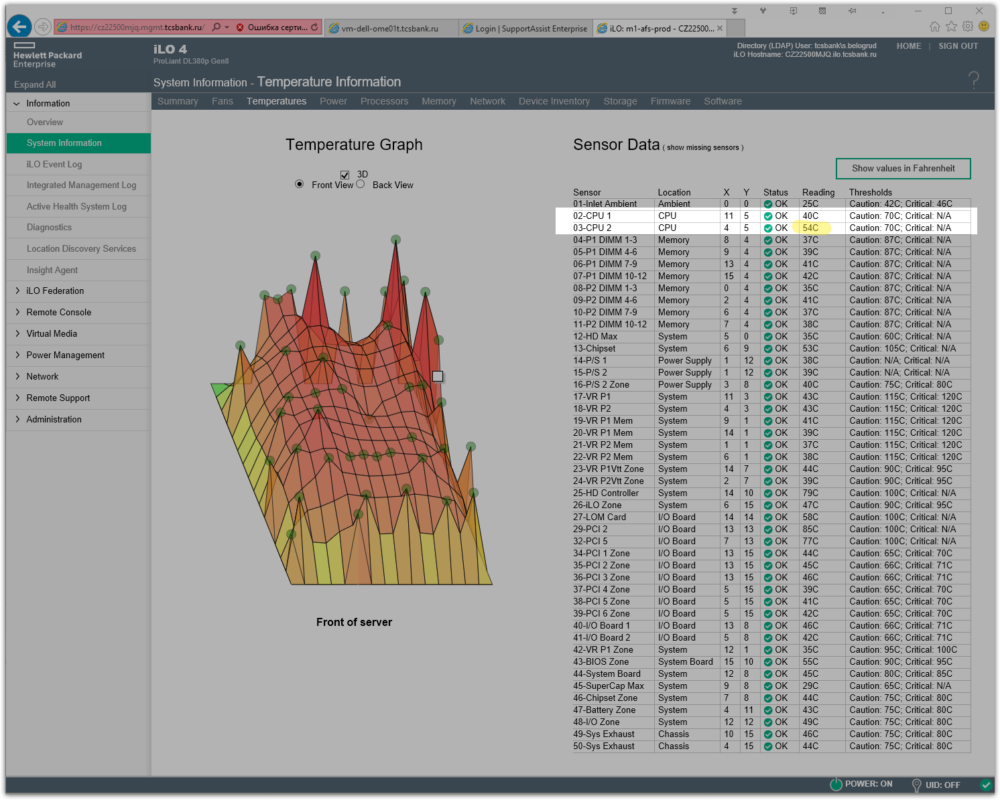 https://cz22500mjq.mgmt.tcsbank.ru/ Ошибка серти... vm-dell-ome01t.tcsbank.ru Login | SupportAssist Enterprise iLO: m1-afs-prod - CZ22500...
Hewlett Packard
Enterprise
iLO 4
ProLiant DL380p Gen8
Directory (LDAP) User: tcsbank\s.belogrud
iLO Hostname: CZ22500MJQ.ilo.tcsbank.ru
HOME | SIGN OUT
Expand All
System Information - Temperature Information
?
Summary Fans Temperatures Power Processors Memory Network Device Inventory Storage Firmware Software
Information
Overview
System Information
iLO Event Log
Integrated Management Log
Active Health System Log
Diagnostics
Location Discovery Services
Insight Agent
iLO Federation
Remote Console
Virtual Media
Power Management
Network
Remote Support
Administration
Temperature Graph
3D
Front View Back View
Front of server
Sensor Data ( show missing sensors )
Show values in Fahrenheit
Sensor Location X Y Status Reading Thresholds
01-Inlet Ambient Ambient 0 0 OK 25C Caution: 42C; Critical: 46C
02-CPU 1 CPU 11 5 OK 40C Caution: 70C; Critical: N/A
03-CPU 2 CPU 4 5 OK 54C Caution: 70C; Critical: N/A
04-P1 DIMM 1-3 Memory 8 4 OK 37C Caution: 87C; Critical: N/A
05-P1 DIMM 4-6 Memory 9 4 OK 39C Caution: 87C; Critical: N/A
06-P1 DIMM 7-9 Memory 13 4 OK 41C Caution: 87C; Critical: N/A
07-P1 DIMM 10-12 Memory 15 4 OK 42C Caution: 87C; Critical: N/A
08-P2 DIMM 1-3 Memory 0 4 OK 35C Caution: 87C; Critical: N/A
09-P2 DIMM 4-6 Memory 2 4 OK 41C Caution: 87C; Critical: N/A
10-P2 DIMM 7-9 Memory 6 4 OK 37C Caution: 87C; Critical: N/A
11-P2 DIMM 10-12 Memory 7 4 OK 38C Caution: 87C; Critical: N/A
12-HD Max System 5 0 OK 35C Caution: 60C; Critical: N/A
13-Chipset System 6 9 OK 53C Caution: 105C; Critical: N/A
14-P/S 1 Power Supply 1 12 OK 38C Caution: N/A; Critical: N/A
15-P/S 2 Power Supply 1 12 OK 39C Caution: N/A; Critical: N/A
16-P/S 2 Zone Power Supply 3 8 OK 40C Caution: 75C; Critical: 80C
17-VR P1 System 11 3 OK 43C Caution: 115C; Critical: 120C
18-VR P2 System 4 3 OK 43C Caution: 115C; Critical: 120C
19-VR P1 Mem System 9 1 OK 41C Caution: 115C; Critical: 120C
20-VR P1 Mem System 14 1 OK 39C Caution: 115C; Critical: 120C
21-VR P2 Mem System 1 1 OK 37C Caution: 115C; Critical: 120C
22-VR P2 Mem System 6 1 OK 38C Caution: 115C; Critical: 120C
23-VR P1Vtt Zone System 14 7 OK 44C Caution: 90C; Critical: 95C
24-VR P2Vtt Zone System 2 7 OK 39C Caution: 90C; Critical: 95C
25-HD Controller System 14 10 OK 79C Caution: 100C; Critical: N/A
26-iLO Zone System 6 15 OK 47C Caution: 90C; Critical: 95C
27-LOM Card I/O Board 14 14 OK 58C Caution: 100C; Critical: N/A
29-PCI 2 I/O Board 13 13 OK 85C Caution: 100C; Critical: N/A
32-PCI 5 I/O Board 7 13 OK 77C Caution: 100C; Critical: N/A
34-PCI 1 Zone I/O Board 13 15 OK 44C Caution: 65C; Critical: 70C
35-PCI 2 Zone I/O Board 13 15 OK 45C Caution: 66C; Critical: 71C
36-PCI 3 Zone I/O Board 13 15 OK 46C Caution: 66C; Critical: 71C
37-PCI 4 Zone I/O Board 5 15 OK 39C Caution: 65C; Critical: 70C
38-PCI 5 Zone I/O Board 5 15 OK 41C Caution: 65C; Critical: 70C
39-PCI 6 Zone I/O Board 5 15 OK 42C Caution: 65C; Critical: 70C
40-I/O Board 1 I/O Board 13 8 OK 46C Caution: 66C; Critical: 71C
41-I/O Board 2 I/O Board 5 8 OK 42C Caution: 66C; Critical: 71C
42-VR P1 Zone System 12 1 OK 35C Caution: 95C; Critical: 100C
43-BIOS Zone System Board 15 10 OK 55C Caution: 90C; Critical: 95C
44-System Board System 12 8 OK 45C Caution: 80C; Critical: 85C
45-SuperCap Max System 9 8 OK 29C Caution: 65C; Critical: N/A
46-Chipset Zone System 7 8 OK 44C Caution: 75C; Critical: 80C
47-Battery Zone System 4 11 OK 43C Caution: 75C; Critical: 80C
48-I/O Zone System 12 12 OK 49C Caution: 75C; Critical: 80C
49-Sys Exhaust Chassis 10 15 OK 46C Caution: 75C; Critical: 80C
50-Sys Exhaust Chassis 4 15 OK 44C Caution: 75C; Critical: 80C
POWER: ON UID: OFF